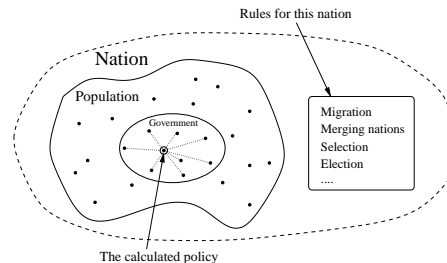 Rules for this nation
Nation
Population
Government
Migration
Merging nations
Selection
Election
....
The calculated policy